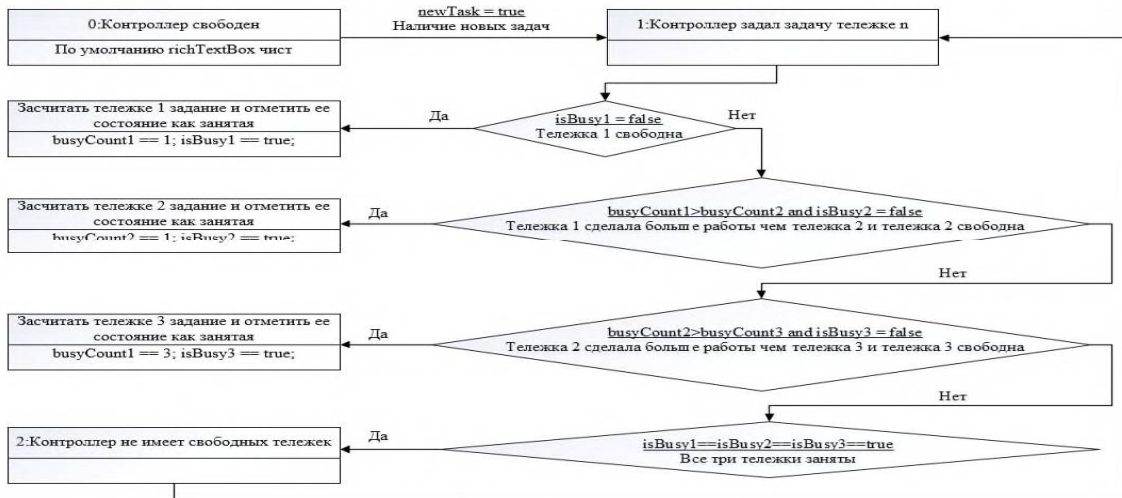 0:Контроллер свободен
По умолчанию richTextBox чист
newTask = true
Наличие новых задач
1:Контроллер задал задачу тележке n
Засчитать тележке 1 задание и отметить ее
состояние как занятая
busyCount1 == 1; isBusy1 == true;
Да
isBusy1 = false
Тележка 1 свободна
Нет
Засчитать тележке 2 задание и отметить ее
состояние как занятая
busyCount2 == 1; isBusy2 == true;
Да
busyCount1>busyCount2 and isBusy2 = false
Тележка 1 сделала больше работы чем тележка 2 и тележка 2 свободна
Нет
Засчитать тележке 3 задание и отметить ее
состояние как занятая
busyCount1 == 3; isBusy3 == true;
Да
busyCount2>busyCount3 and isBusy3 = false
Тележка 2 сделала больше работы чем тележка 3 и тележка 3 свободна
Нет
2:Контроллер не имеет свободных тележек
Да
isBusy1==isBusy2==isBusy3==true
Все три тележки заняты